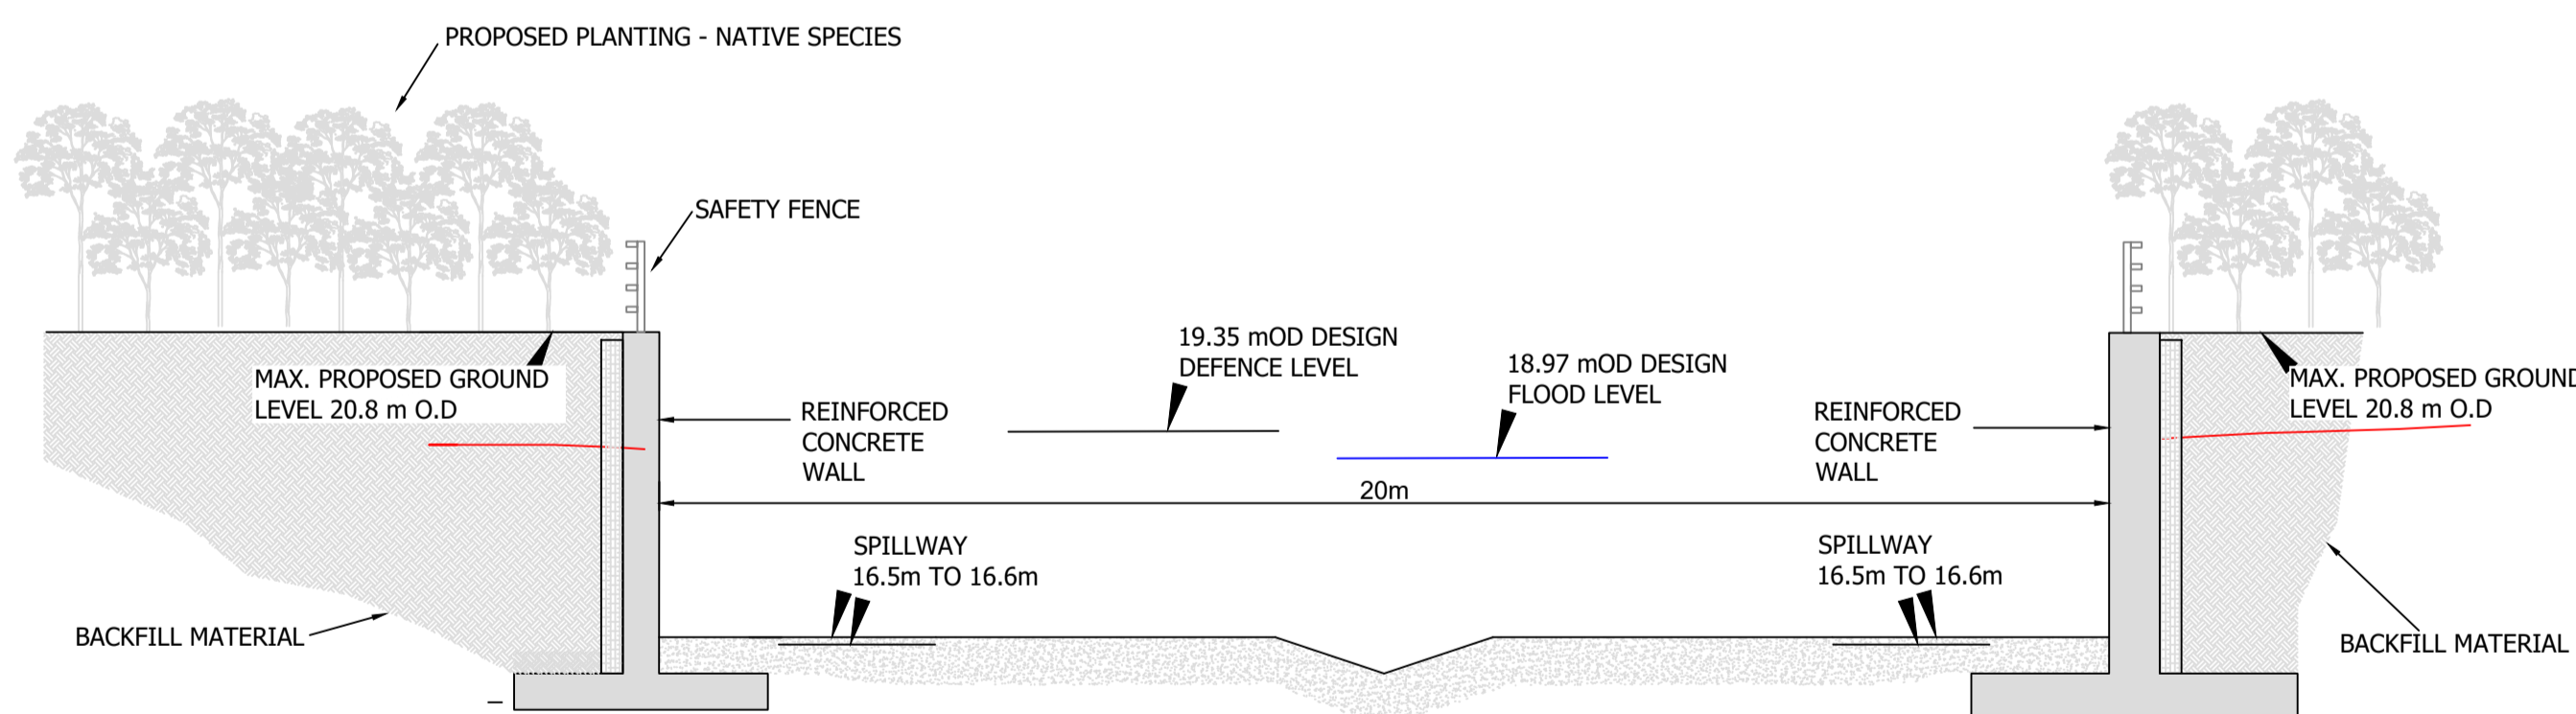 PROPOSED PLANTING - NATIVE SPECIES
SAFETY FENCE
MAX. PROPOSED GROUND
LEVEL 20.8 m O.D
REINFORCED
CONCRETE
WALL
19.35 mOD DESIGN
DEFENCE LEVEL
18.97 mOD DESIGN
FLOOD LEVEL
REINFORCED
CONCRETE
WALL
MAX. PROPOSED GROUND
LEVEL 20.8 m O.D
20m
SPILLWAY
16.5m TO 16.6m
SPILLWAY
16.5m TO 16.6m
BACKFILL MATERIAL
BACKFILL MATERIAL